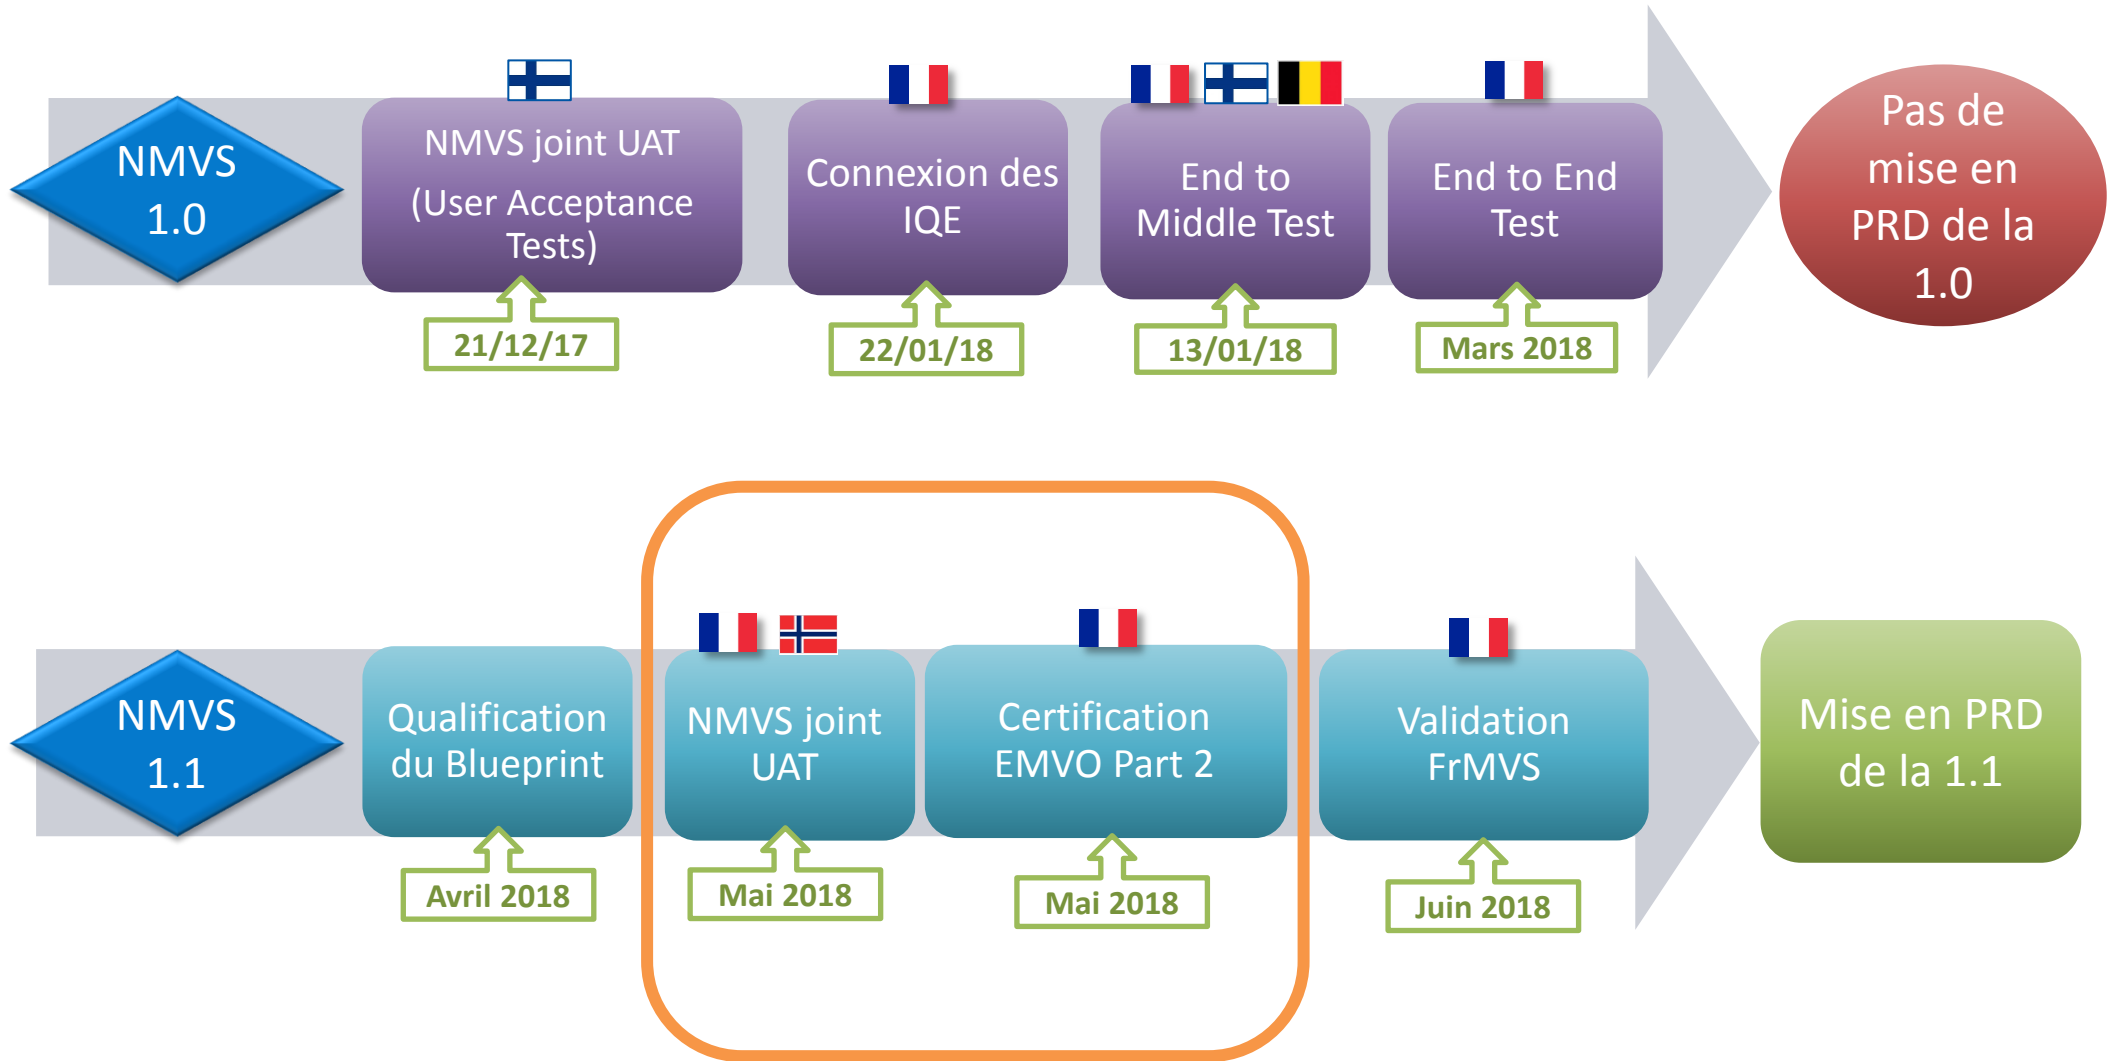 NMVS
1.0
NMVS joint UAT
(User Acceptance
Tests)
21/12/17
Connexion des
IQE
22/01/18
End to
Middle Test
13/01/18
End to End
Test
Mars 2018
Pas de
mise en
PRD de la
1.0
NMVS
1.1
Qualification
du Blueprint
Avril 2018
NMVS joint
UAT
Mai 2018
Certification
EMVO Part 2
Mai 2018
Validation
FrMVS
Juin 2018
Mise en PRD
de la 1.1